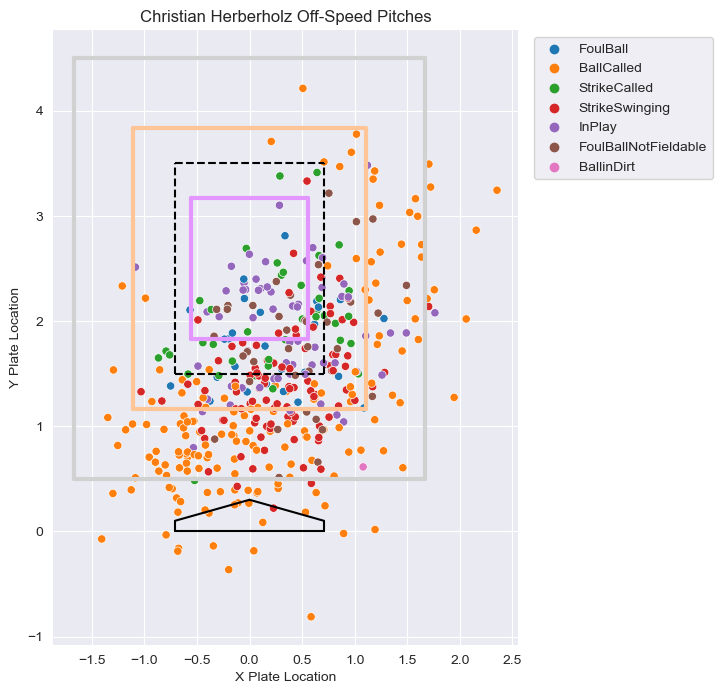 Christian Herberholz Off-Speed Pitches
FoulBall
BallCalled
StrikeCalled
StrikeSwinging
InPlay
FoulBallNotFieldable
BallinDirt
Y Plate Location
4
3
2
1
0
−1
−1.5 −1.0 −0.5 0.0 0.5 1.0 1.5 2.0 2.5
X Plate Location